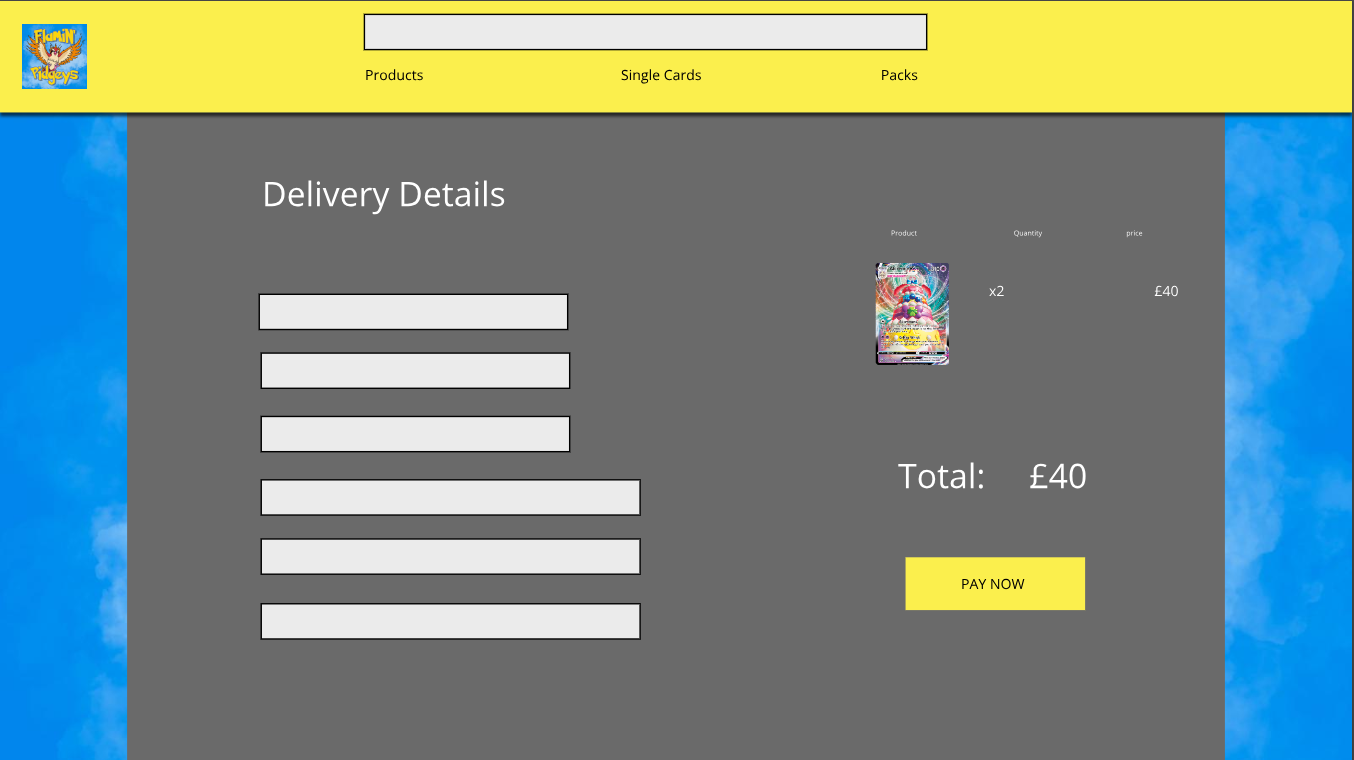 Flamin'
Pidgeys
Products
Single Cards
Packs
Delivery Details
Product
Quantity
price
x2
£40
Total:
£40
PAY NOW